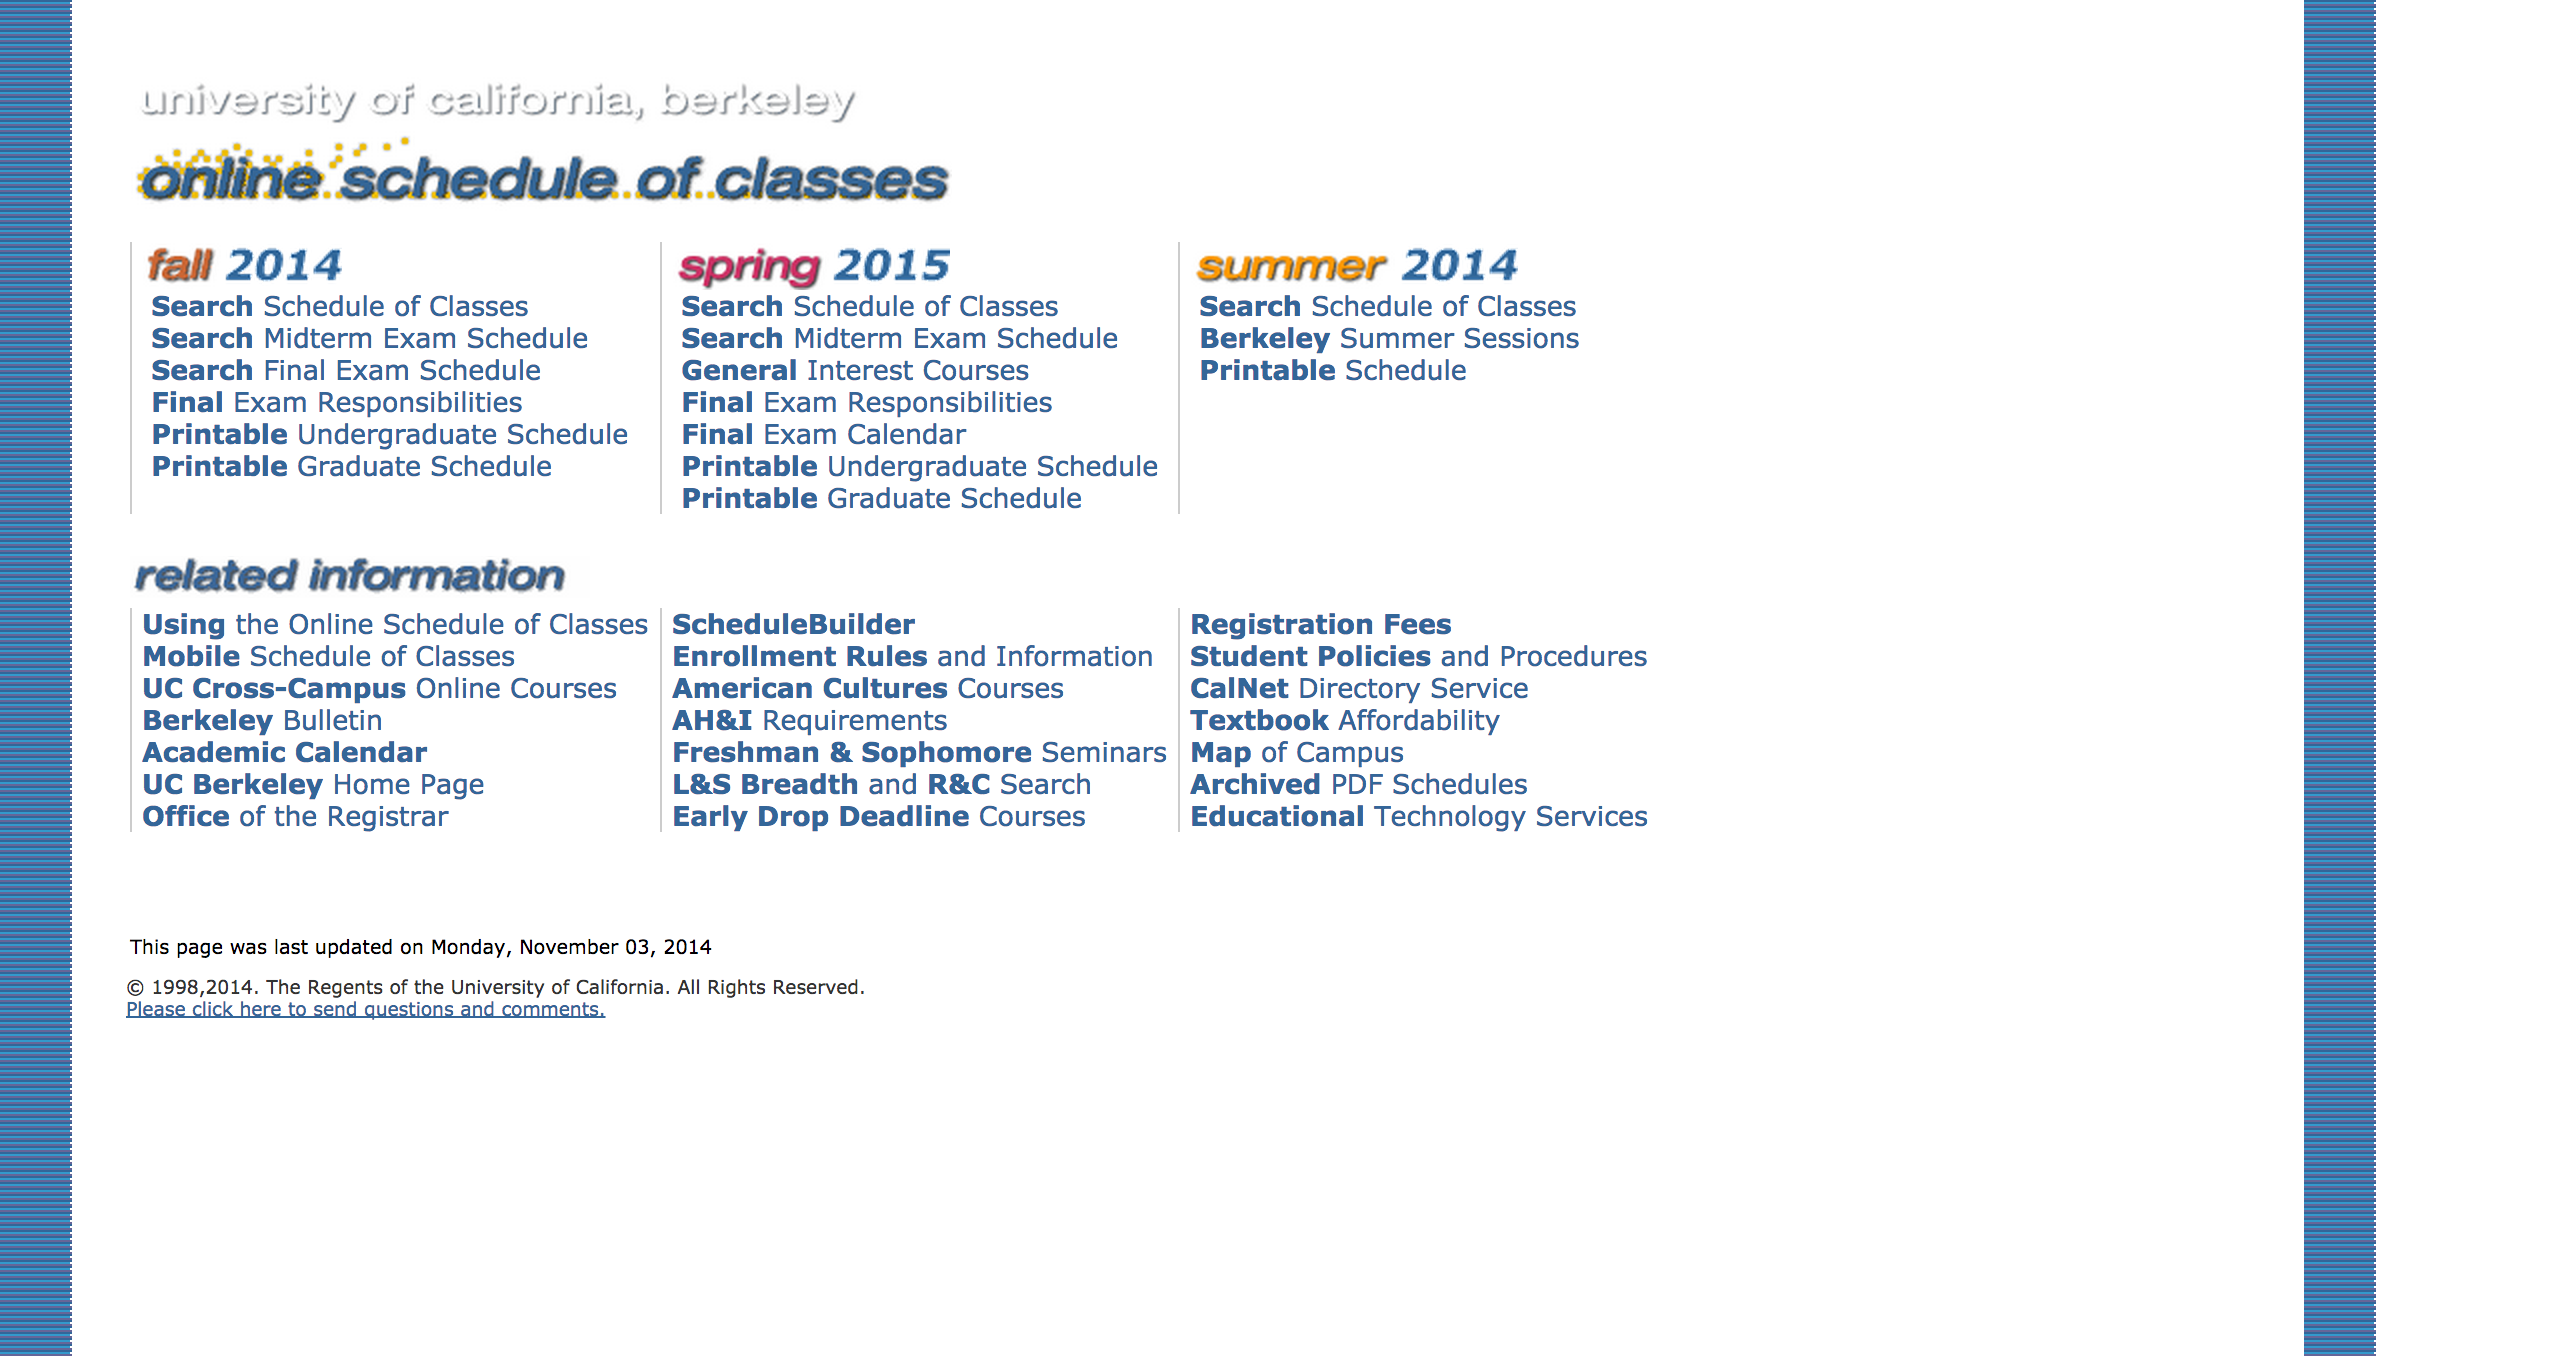 university of california, berkeley
online schedule of classes
fall 2014
Search Schedule of Classes
Search Midterm Exam Schedule
Search Final Exam Schedule
Final Exam Responsibilities
Printable Undergraduate Schedule
Printable Graduate Schedule
spring 2015
Search Schedule of Classes
Search Midterm Exam Schedule
General Interest Courses
Final Exam Responsibilities
Final Exam Calendar
Printable Undergraduate Schedule
Printable Graduate Schedule
summer 2014
Search Schedule of Classes
Berkeley Summer Sessions
Printable Schedule
related information
Using the Online Schedule of Classes
Mobile Schedule of Classes
UC Cross-Campus Online Courses
Berkeley Bulletin
Academic Calendar
UC Berkeley Home Page
Office of the Registrar
ScheduleBuilder
Enrollment Rules and Information
American Cultures Courses
AH&I Requirements
Freshman & Sophomore Seminars
L&S Breadth and R&C Search
Early Drop Deadline Courses
Registration Fees
Student Policies and Procedures
CalNet Directory Service
Textbook Affordability
Map of Campus
Archived PDF Schedules
Educational Technology Services
This page was last updated on Monday, November 03, 2014
© 1998,2014. The Regents of the University of California. All Rights Reserved.
Please click here to send questions and comments.